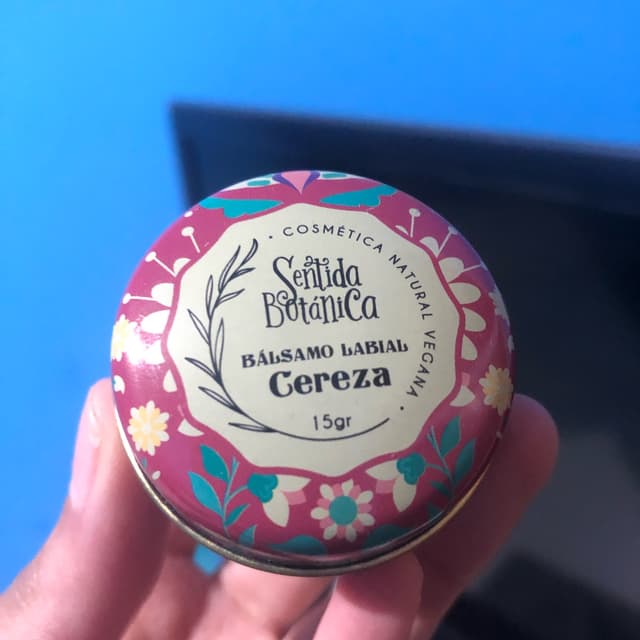 · COSMÉTICA NATURAL VEGANA ·
Sentida
Botánica
BÁLSAMO LABIAL
Cereza
15gr